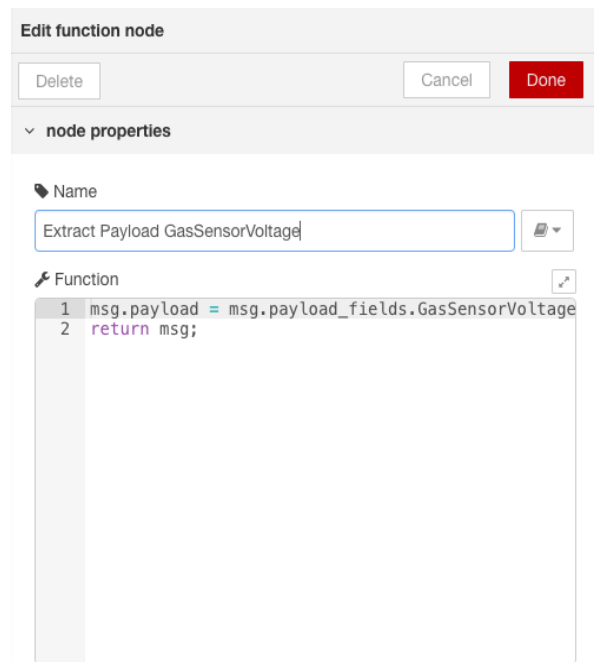 Edit function node
Delete
Cancel
Done
node properties
Name
Extract Payload GasSensorVoltage
Function
1 msg.payload = msg.payload_fields.GasSensorVoltage
2 return msg;